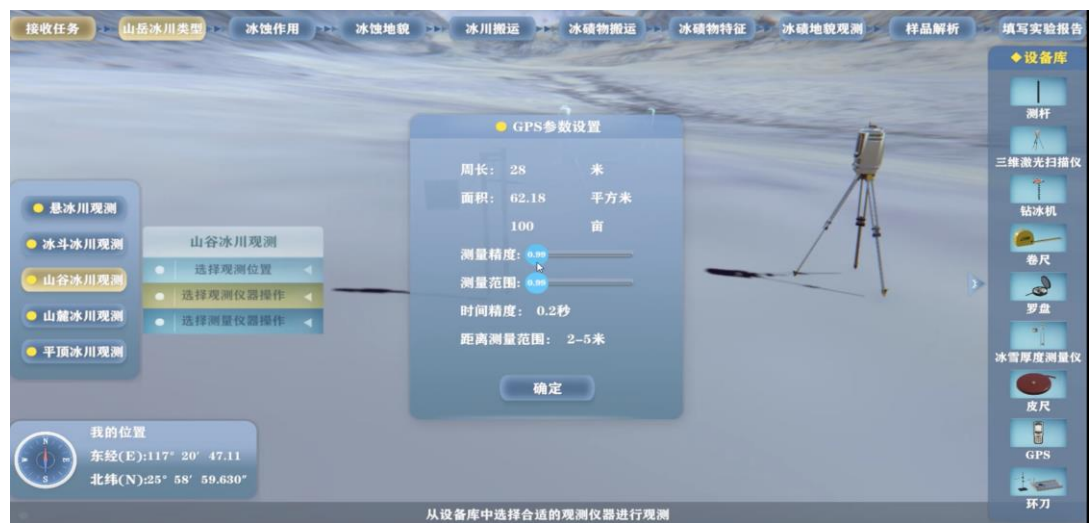 接收任务
山岳冰川类型
冰蚀作用
冰蚀地貌
冰川搬运
冰碛物搬运
冰碛物特征
冰碛地貌观测
样品解析
填写实验报告
◆设备库
测杆
三维激光扫描仪
钻冰机
卷尺
罗盘
冰雪厚度测量仪
皮尺
GPS
环刀
悬冰川观测
冰斗冰川观测
山谷冰川观测
山麓冰川观测
平顶冰川观测
山谷冰川观测
选择观测位置
选择观测仪器操作
选择测量仪器操作
GPS参数设置
周长: 28 米
面积: 62.18 平方米
100 亩
测量精度: 0.99
测量范围: 0.99
时间精度: 0.2秒
距离测量范围: 2-5米
确定
我的位置
东经(E):117° 20′ 47.11
北纬(N):25° 58′ 59.630″
从设备库中选择合适的观测仪器进行观测